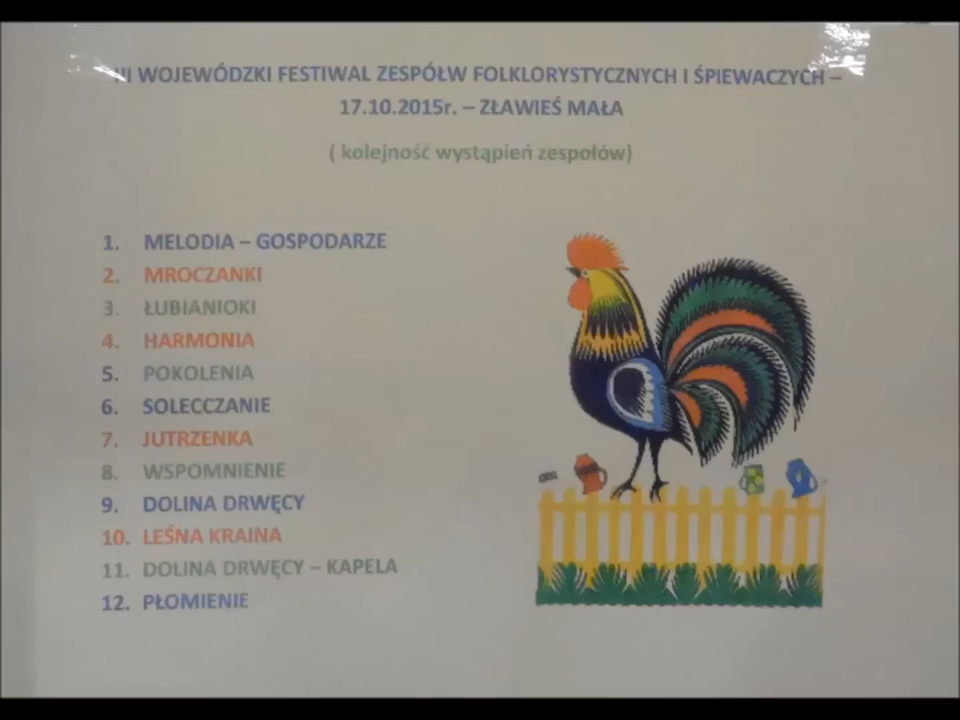 III WOJEWÓDZKI FESTIWAL ZESPÓŁW FOLKLORYSTYCZNYCH I ŚPIEWACZYCH –
17.10.2015r. – ZŁAWIEŚ MAŁA
( kolejność wystąpień zespołów)
1. MELODIA – GOSPODARZE
2. MROCZANKI
3. ŁUBIANIOKI
4. HARMONIA
5. POKOLENIA
6. SOLECCZANIE
7. JUTRZENKA
8. WSPOMNIENIE
9. DOLINA DRWĘCY
10. LEŚNA KRAINA
11. DOLINA DRWĘCY – KAPELA
12. PŁOMIENIE